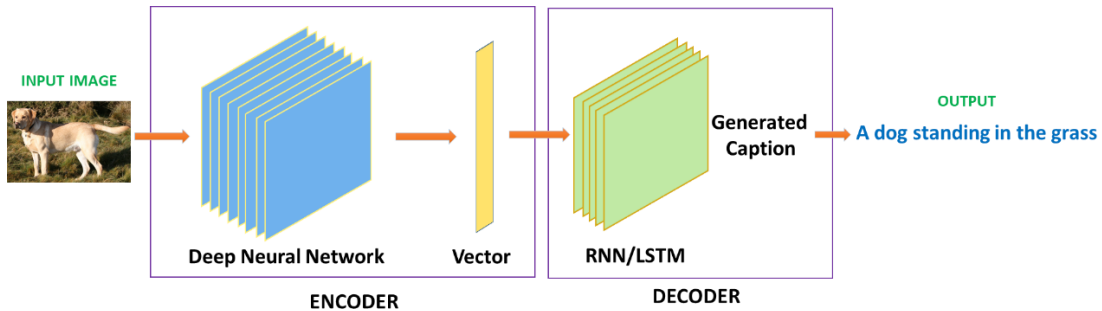 INPUT IMAGE
Deep Neural Network
Vector
ENCODER
RNN/LSTM
Generated
Caption
DECODER
OUTPUT
A dog standing in the grass